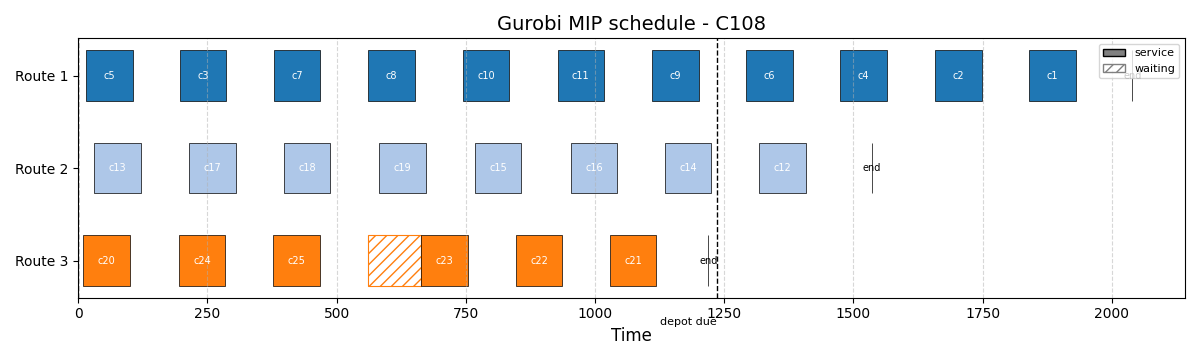 Gurobi MIP schedule - C108
Route 1
c5
c3
c7
c8
c10
c11
c9
c6
c4
c2
c1
end
service
waiting
Route 2
c13
c17
c18
c19
c15
c16
c14
c12
end
Route 3
c20
c24
c25
c23
c22
c21
end
0
250
500
750
1000
1250
1500
1750
2000
depot due
Time